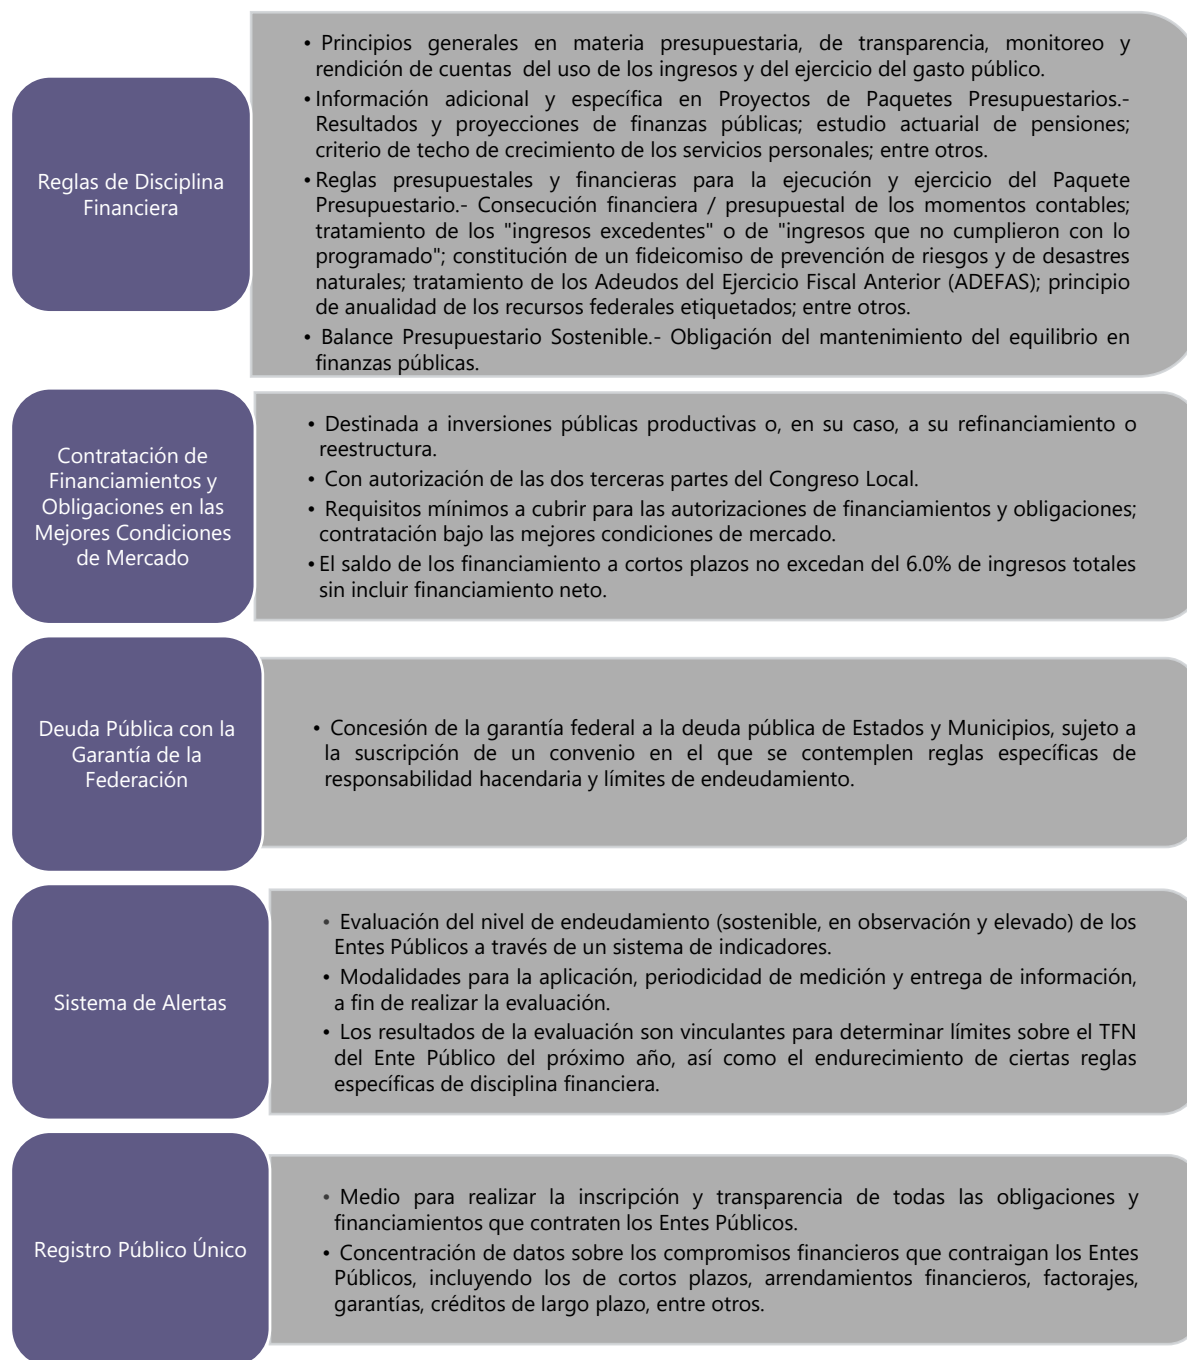 Reglas de Disciplina
Financiera
• Principios generales en materia presupuestaria, de transparencia, monitoreo y
rendición de cuentas del uso de los ingresos y del ejercicio del gasto público.
• Información adicional y específica en Proyectos de Paquetes Presupuestarios.-
Resultados y proyecciones de finanzas públicas; estudio actuarial de pensiones;
criterio de techo de crecimiento de los servicios personales; entre otros.
• Reglas presupuestales y financieras para la ejecución y ejercicio del Paquete
Presupuestario.- Consecución financiera / presupuestal de los momentos contables;
tratamiento de los "ingresos excedentes" o de "ingresos que no cumplieron con lo
programado"; constitución de un fideicomiso de prevención de riesgos y de desastres
naturales; tratamiento de los Adeudos del Ejercicio Fiscal Anterior (ADEFAS); principio
de anualidad de los recursos federales etiquetados; entre otros.
• Balance Presupuestario Sostenible.- Obligación del mantenimiento del equilibrio en
finanzas públicas.
Contratación de
Financiamientos y
Obligaciones en las
Mejores Condiciones
de Mercado
• Destinada a inversiones públicas productivas o, en su caso, a su refinanciamiento o
reestructura.
• Con autorización de las dos terceras partes del Congreso Local.
• Requisitos mínimos a cubrir para las autorizaciones de financiamientos y obligaciones;
contratación bajo las mejores condiciones de mercado.
• El saldo de los financiamiento a cortos plazos no excedan del 6.0% de ingresos totales
sin incluir financiamiento neto.
Deuda Pública con la
Garantía de la
Federación
• Concesión de la garantía federal a la deuda pública de Estados y Municipios, sujeto a
la suscripción de un convenio en el que se contemplen reglas específicas de
responsabilidad hacendaria y límites de endeudamiento.
Sistema de Alertas
• Evaluación del nivel de endeudamiento (sostenible, en observación y elevado) de los
Entes Públicos a través de un sistema de indicadores.
• Modalidades para la aplicación, periodicidad de medición y entrega de información,
a fin de realizar la evaluación.
• Los resultados de la evaluación son vinculantes para determinar límites sobre el TFN
del Ente Público del próximo año, así como el endurecimiento de ciertas reglas
específicas de disciplina financiera.
Registro Público Único
• Medio para realizar la inscripción y transparencia de todas las obligaciones y
financiamientos que contraten los Entes Públicos.
• Concentración de datos sobre los compromisos financieros que contraigan los Entes
Públicos, incluyendo los de cortos plazos, arrendamientos financieros, factorajes,
garantías, créditos de largo plazo, entre otros.